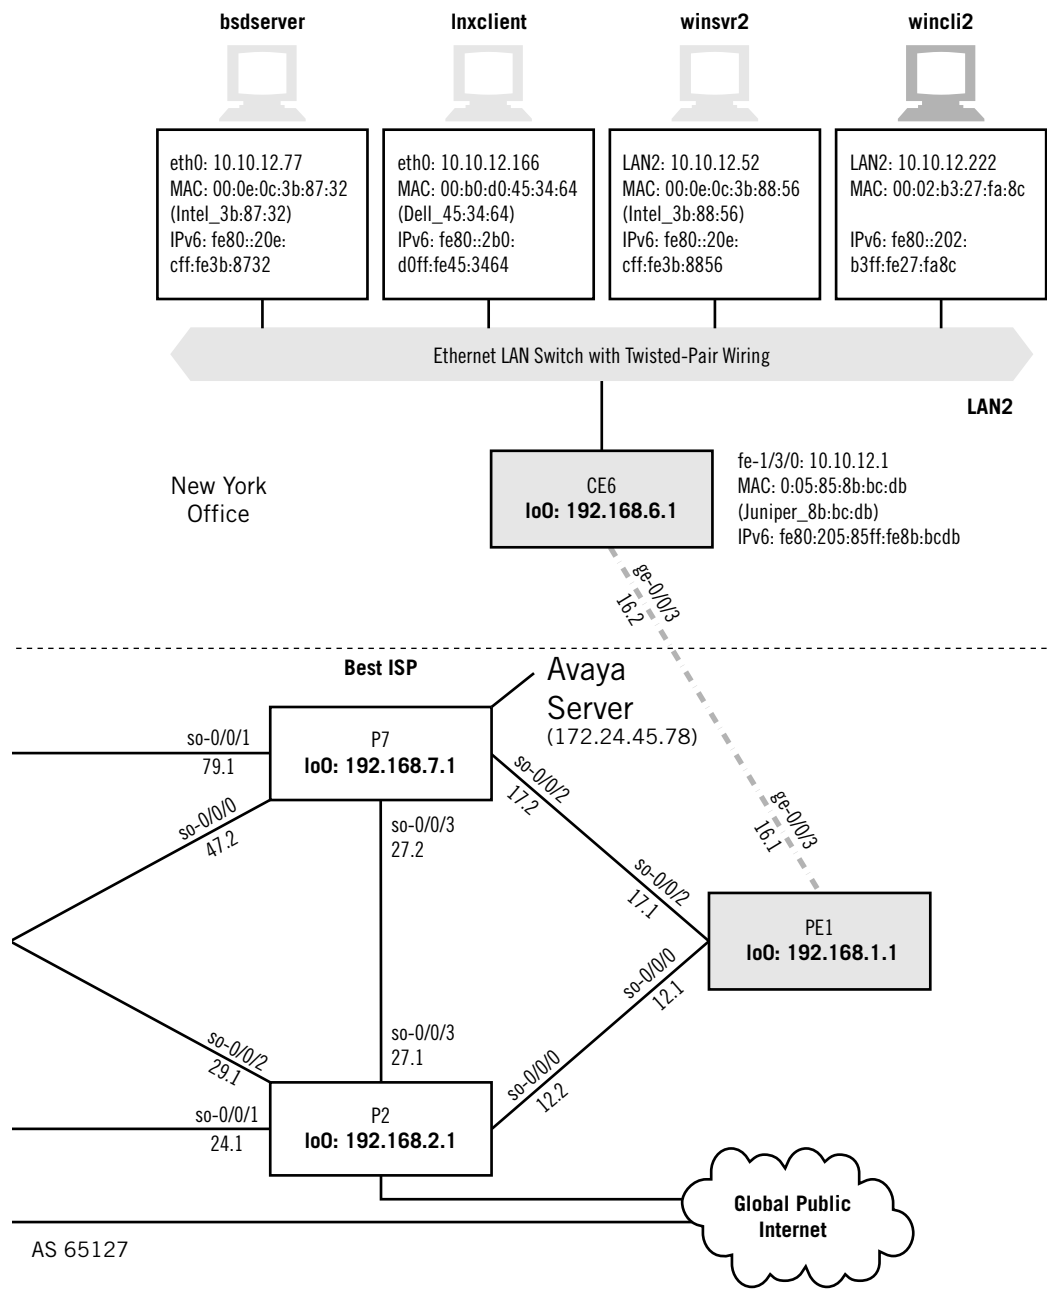 bsdserver
lnxclient
winsvr2
wincli2
eth0: 10.10.12.77
MAC: 00:0e:0c:3b:87:32
(Intel_3b:87:32)
IPv6: fe80::20e:
cff:fe3b:8732
eth0: 10.10.12.166
MAC: 00:b0:d0:45:34:64
(Dell_45:34:64)
IPv6: fe80::2b0:
d0ff:fe45:3464
LAN2: 10.10.12.52
MAC: 00:0e:0c:3b:88:56
(Intel_3b:88:56)
IPv6: fe80::20e:
cff:fe3b:8856
LAN2: 10.10.12.222
MAC: 00:02:b3:27:fa:8c
IPv6: fe80::202:
b3ff:fe27:fa8c
Ethernet LAN Switch with Twisted-Pair Wiring
LAN2
New York
Office
CE6
lo0: 192.168.6.1
fe-1/3/0: 10.10.12.1
MAC: 0:05:85:8b:bc:db
(Juniper_8b:bc:db)
IPv6: fe80:205:85ff:fe8b:bcdb
ge-0/0/3
16.2
Best ISP
Avaya
Server
(172.24.45.78)
so-0/0/1
79.1
P7
lo0: 192.168.7.1
so-0/0/2
17.2
so-0/0/0
47.2
so-0/0/3
27.2
ge-0/0/3
16.1
so-0/0/2
17.1
PE1
lo0: 192.168.1.1
so-0/0/0
12.1
so-0/0/2
29.1
so-0/0/3
27.1
so-0/0/0
12.2
so-0/0/1
24.1
P2
lo0: 192.168.2.1
Global Public
Internet
AS 65127